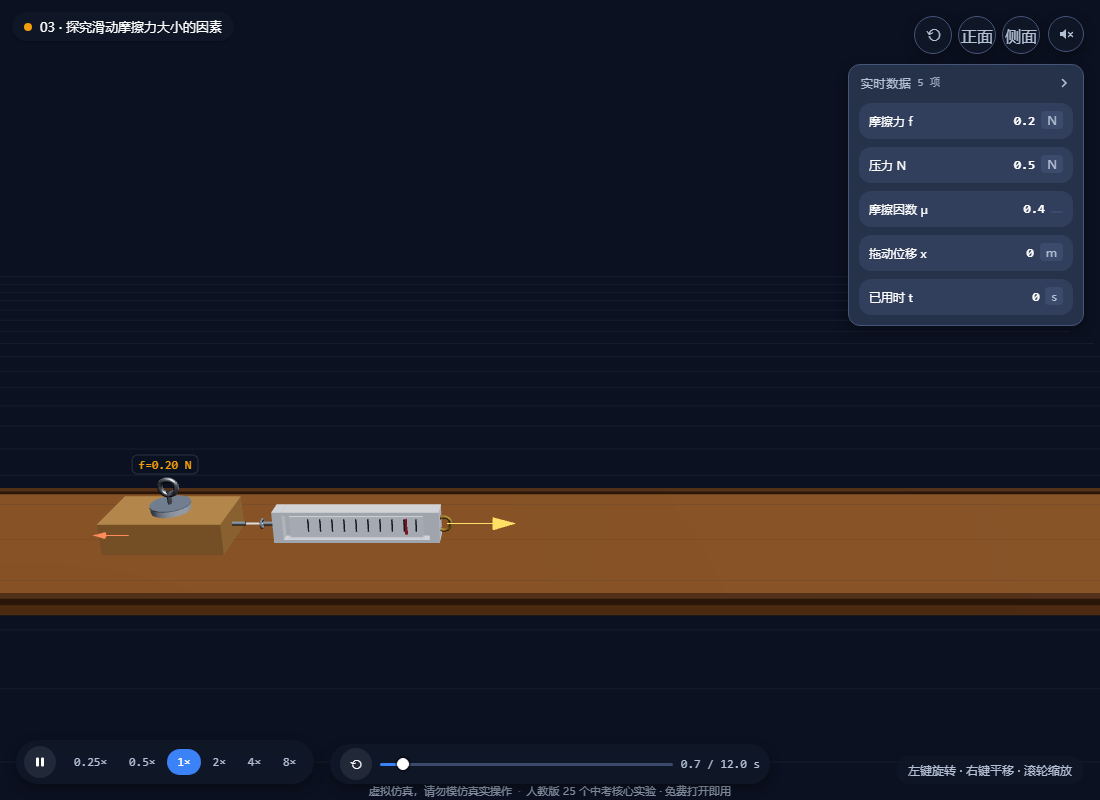 03 · 探究滑动摩擦力大小的因素
正面
侧面
实时数据 5 项
摩擦力 f 0.2 N
压力 N 0.5 N
摩擦因数 μ 0.4 —
拖动位移 x 0 m
已用时 t 0 s
f=0.20 N
0.25× 0.5× 1× 2× 4× 8×
0.7 / 12.0 s
左键旋转 · 右键平移 · 滚轮缩放
虚拟仿真，请勿模仿真实操作 · 人教版 25 个中考核心实验 · 免费打开即用